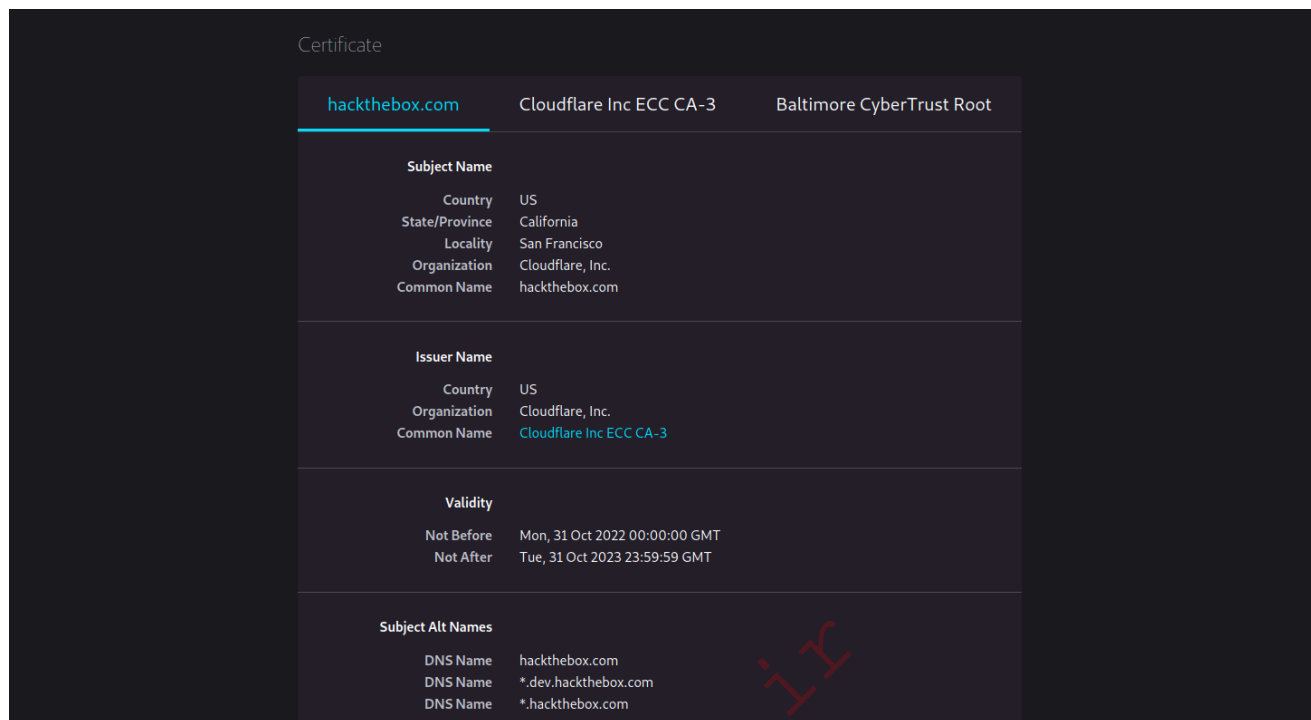 Certificate
hackthebox.com Cloudflare Inc ECC CA-3 Baltimore CyberTrust Root
Subject Name
Country US
State/Province California
Locality San Francisco
Organization Cloudflare, Inc.
Common Name hackthebox.com
Issuer Name
Country US
Organization Cloudflare, Inc.
Common Name Cloudflare Inc ECC CA-3
Validity
Not Before Mon, 31 Oct 2022 00:00:00 GMT
Not After Tue, 31 Oct 2023 23:59:59 GMT
Subject Alt Names
DNS Name hackthebox.com
DNS Name *.dev.hackthebox.com
DNS Name *.hackthebox.com
ir